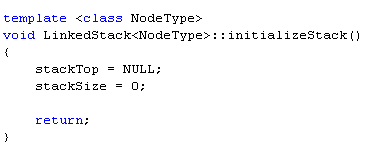 template <class NodeType>
void LinkedStack<NodeType>::initializeStack()
{
    stackTop = NULL;
    stackSize = 0;

    return;
}